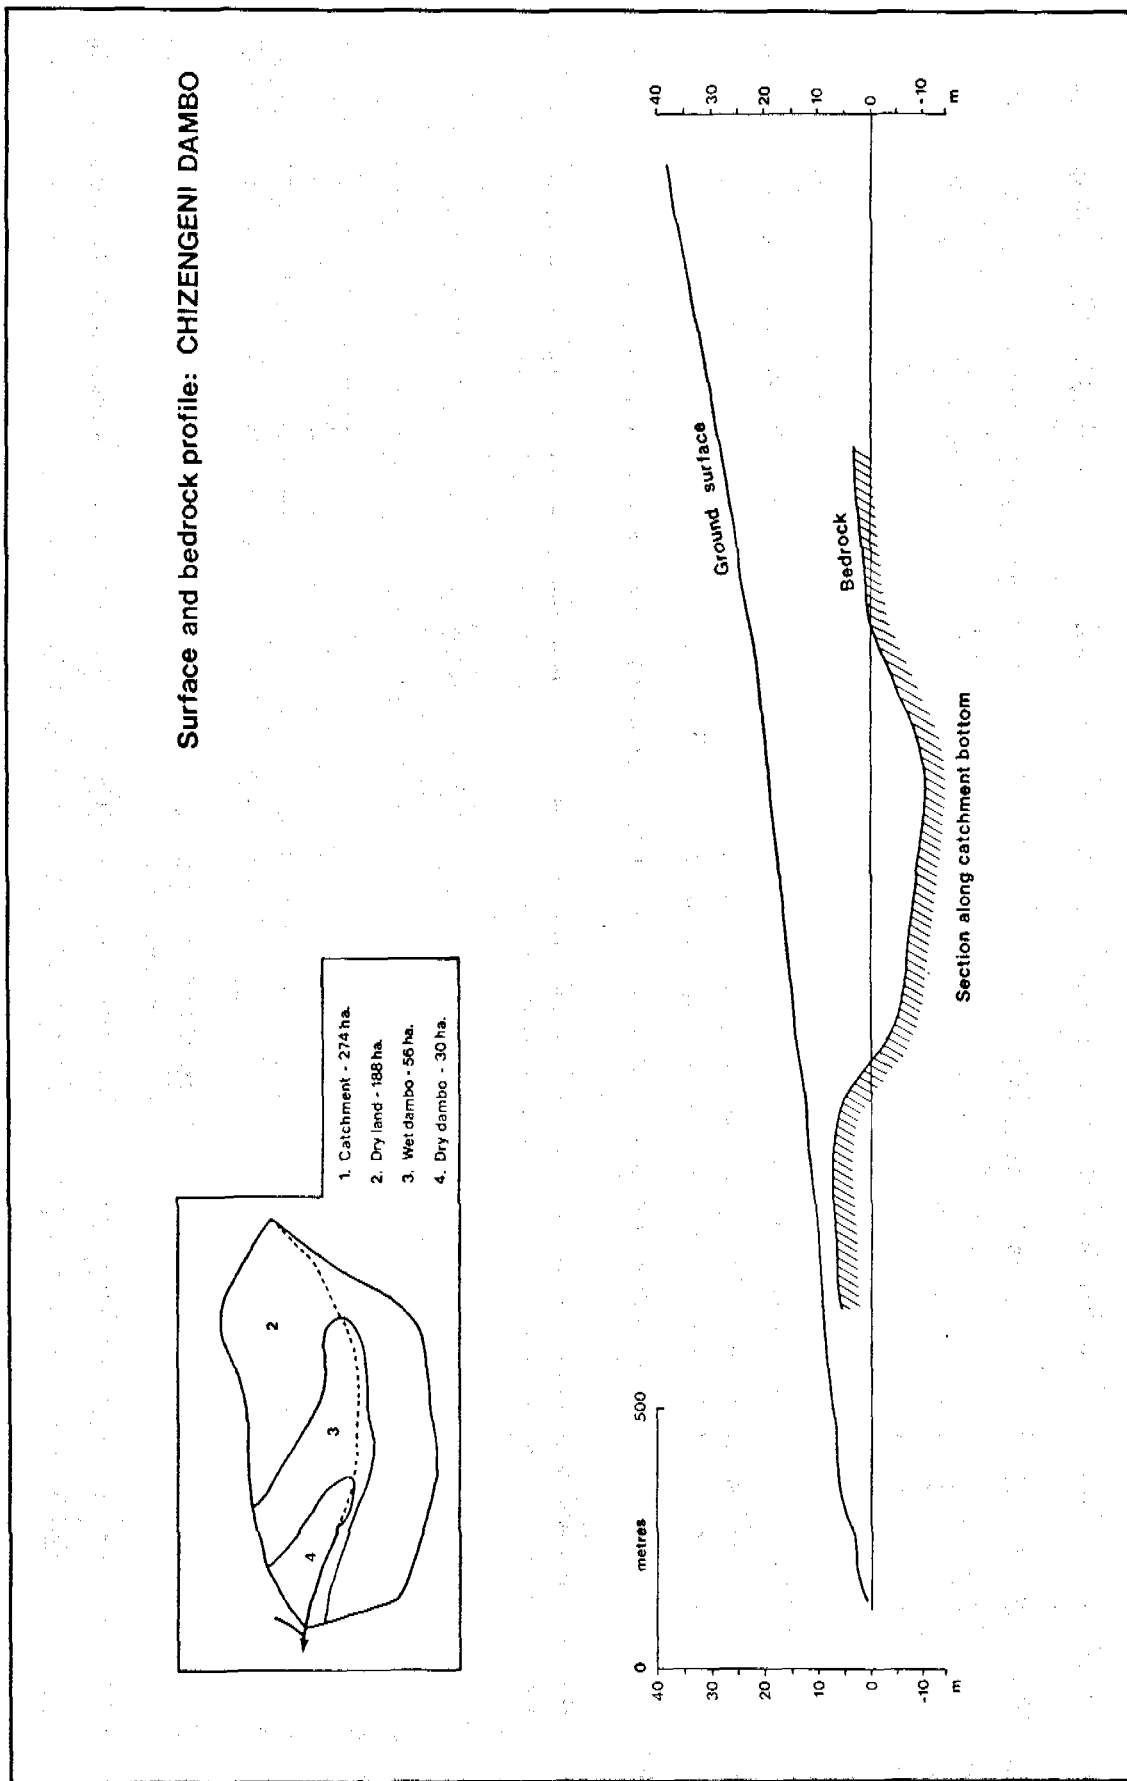 Surface and bedrock profile: CHIZENGENI DAMBO
2
3
4
1. Catchment - 274 ha.
2. Dry land - 188 ha.
3. Wet dambo - 56 ha.
4. Dry dambo - 30 ha.
0 metres 500
40
30
20
10
0
-10
m
Ground surface
Bedrock
40
30
20
10
0
-10
m
Section along catchment bottom